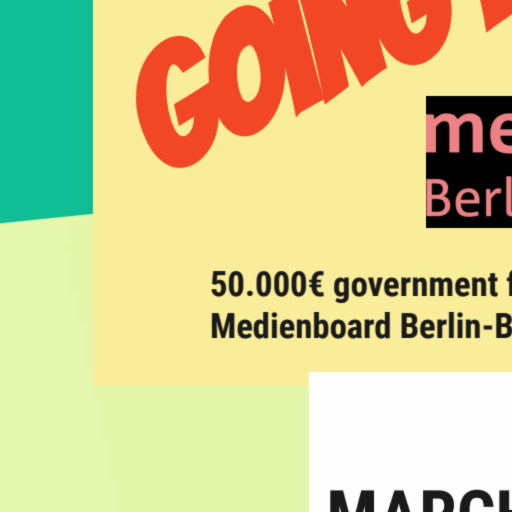 GOING
me
Berl
50.000€ government f
Medienboard Berlin-B
MARCH